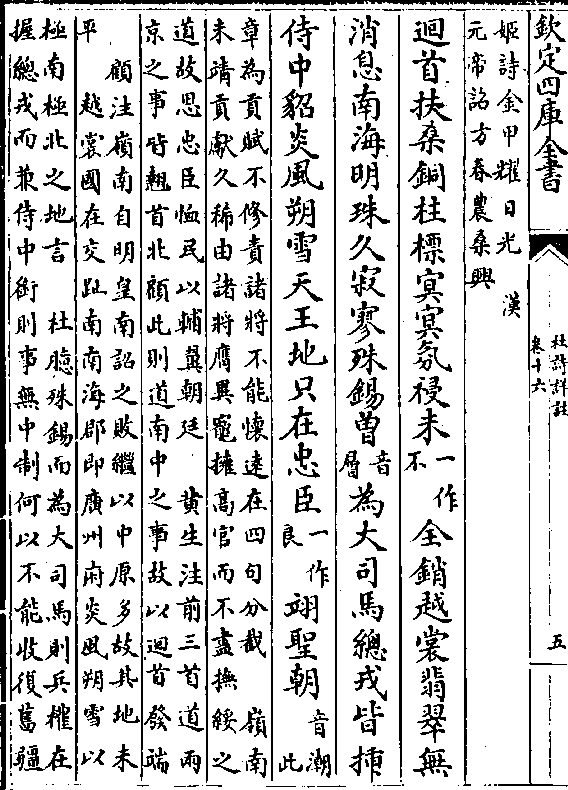 欽定四庫全書
杜詩詳註
卷十六
五
姬詩金甲耀日光 漢
元帝詔方春農桑興
迴首扶桑銅柱標冥冥氛祲未一作不全銷越裳翡翠無
消息南海明珠久寂寥殊錫曾音層為大司馬總戎皆插
侍中貂炎風朔雪天王地只在忠臣一作良翊聖朝音潮 此
章為貢賦不修責諸將不能懷遠在四句分截 嶺南
未靖貢獻久稀由諸將膺異寵擁高官而不盡撫綏之
道故思忠臣恤民以輔翼朝廷 黄生注前三首道兩
京之事皆翹首北顧此則道南中之事故以迴首發端
顧注嶺南自明皇南詔之敗繼以中原多故其地未
平 越裳國在交趾南南海郡即廣州府炎風朔雪以
極南極北之地言 杜臆殊錫而為大司馬則兵權在
握總戎而兼侍中銜則事無中制何以不能收復舊疆